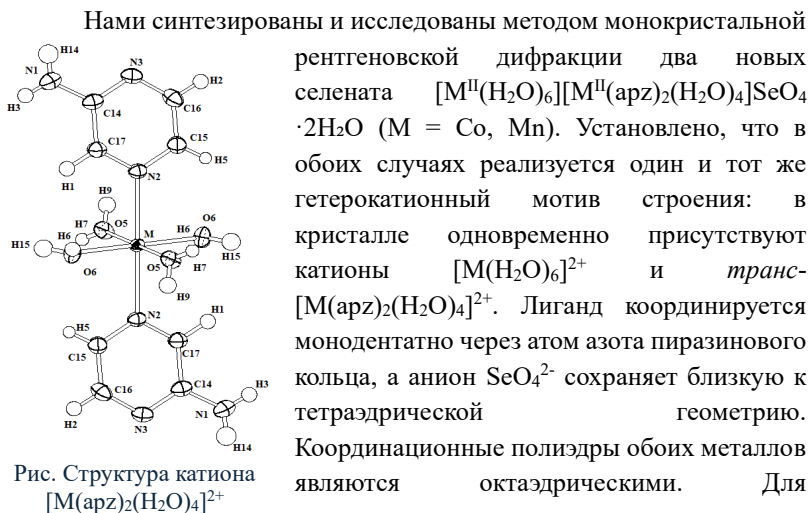 Нами синтезированы и исследованы методом монокристальной
рентгеновской дифракции два новых
селената [Mᴵᴵ(H₂O)₆][Mᴵᴵ(apz)₂(H₂O)₄]SeO₄
·2H₂O (M = Co, Mn). Установлено, что в
обоих случаях реализуется один и тот же
гетерокатионный мотив строения: в
кристалле одновременно присутствуют
катионы [M(H₂O)₆]²⁺ и транс-
[M(apz)₂(H₂O)₄]²⁺. Лиганд координируется
монодентатно через атом азота пиразинового
кольца, а анион SeO₄²⁻ сохраняет близкую к
тетраэдрической геометрию.
Координационные полиэдры обоих металлов
являются октаэдрическими. Для
H14
N1
N3
H2
H3
C14
C16
C17
C15
H5
H1
N2
H9
H7
O5
H6
M
H6
O6
H15
H15
O6
O5
H7
H9
N2
H1
H5
C15
C17
C16
C14
H3
H2
N3
N1
H14
Рис. Структура катиона
[M(apz)₂(H₂O)₄]²⁺